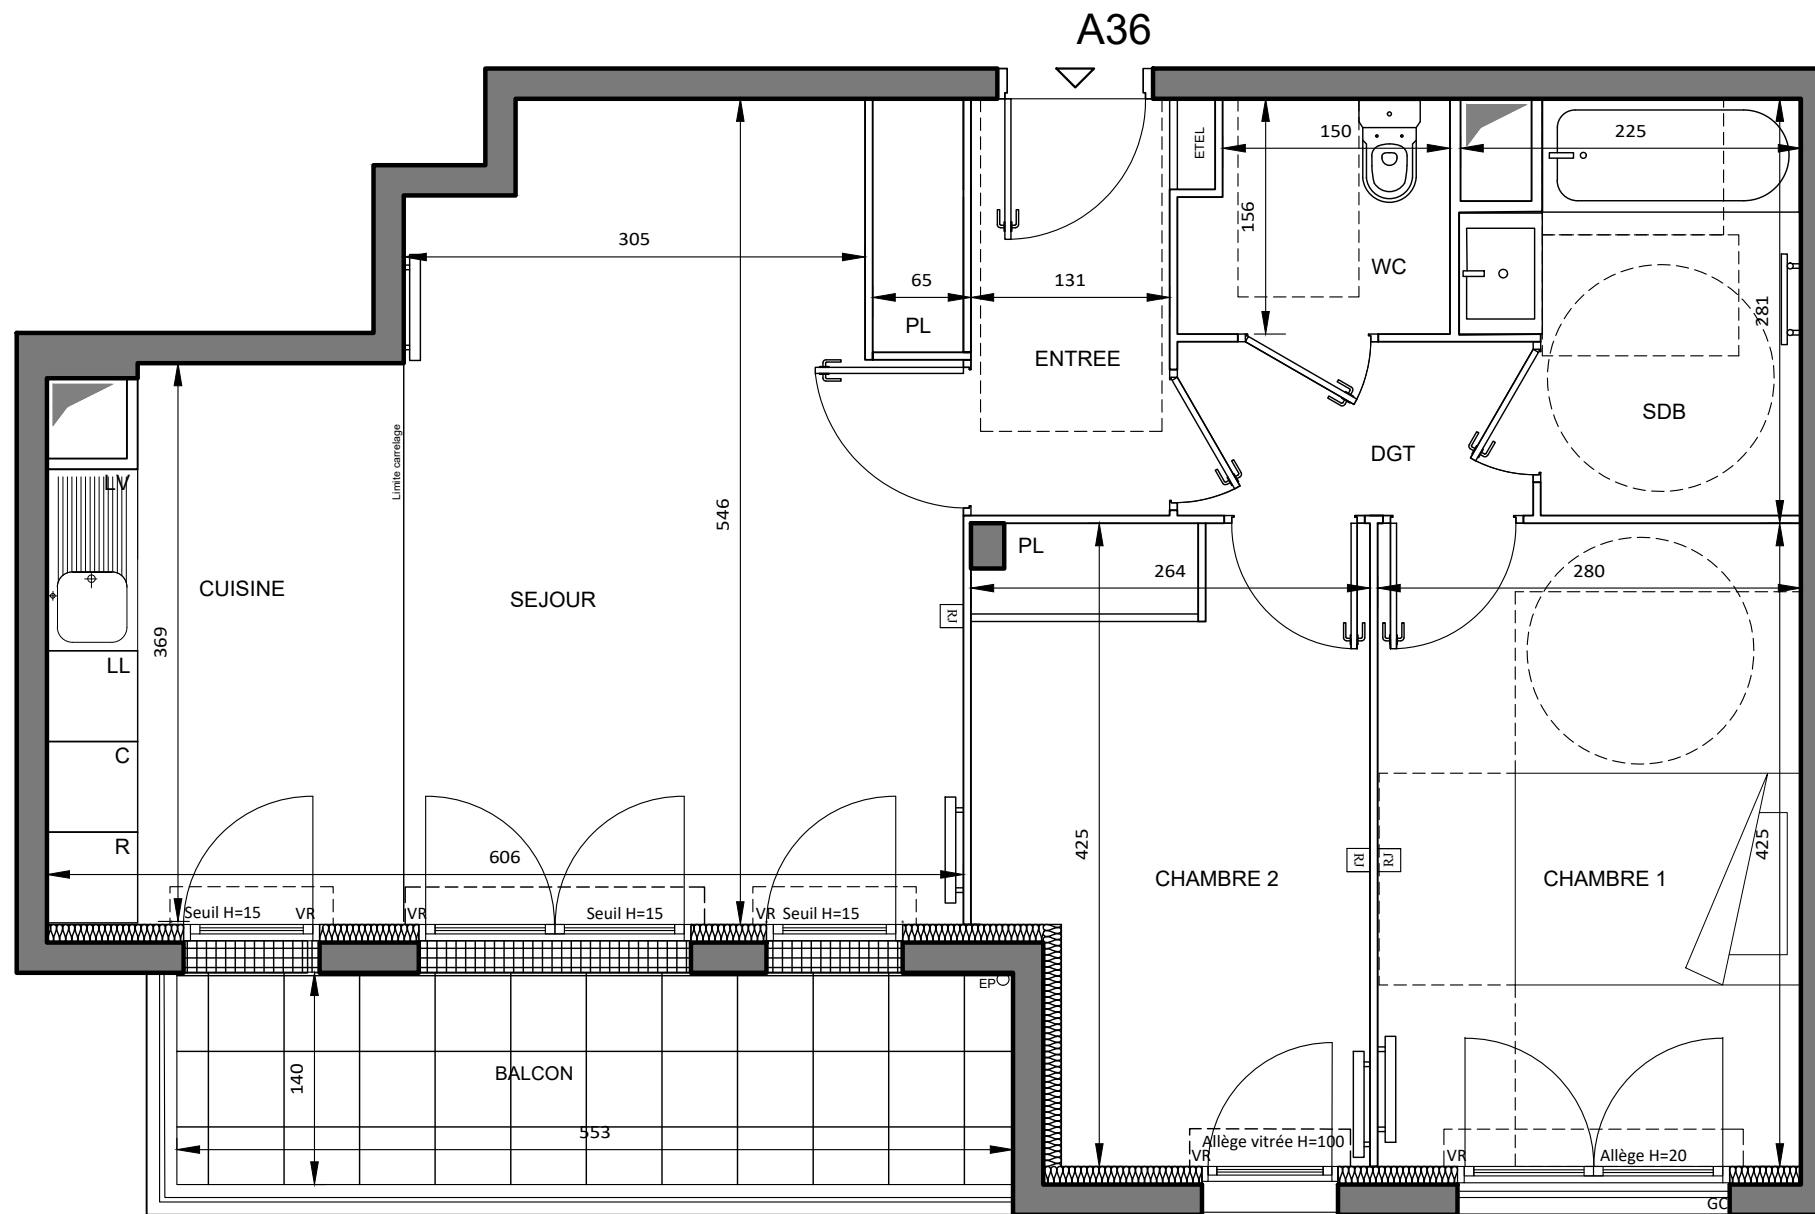 A36
ETEL
150
225
156
305
WC
65
131
281
PL
ENTREE
SDB
Limite carrelage
DGT
LV
546
PL
264
280
CUISINE
SEJOUR
RJ
369
LL
C
R
425
425
606
RJ
RJ
CHAMBRE 2
CHAMBRE 1
Seuil H=15
VR
VR
Seuil H=15
VR
Seuil H=15
EP
BALCON
140
553
Allège vitrée H=100
VR
VR
Allège H=20
GC